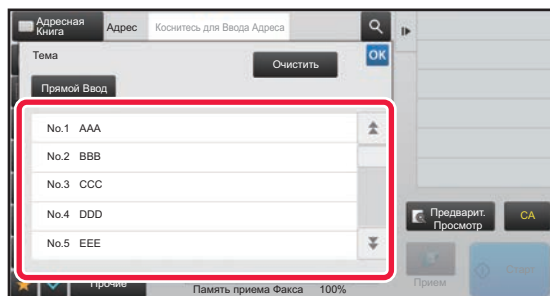 Адресная
Книга
Адрес
Коснитесь для Ввода Адреса
Тема
Очистить
OK
Прямой Ввод
No.1 AAA
No.2 BBB
No.3 CCC
No.4 DDD
No.5 EEE
Предварит.
Просмотр
CA
Прочие
Память приема Факса 100%
Прием
Старт